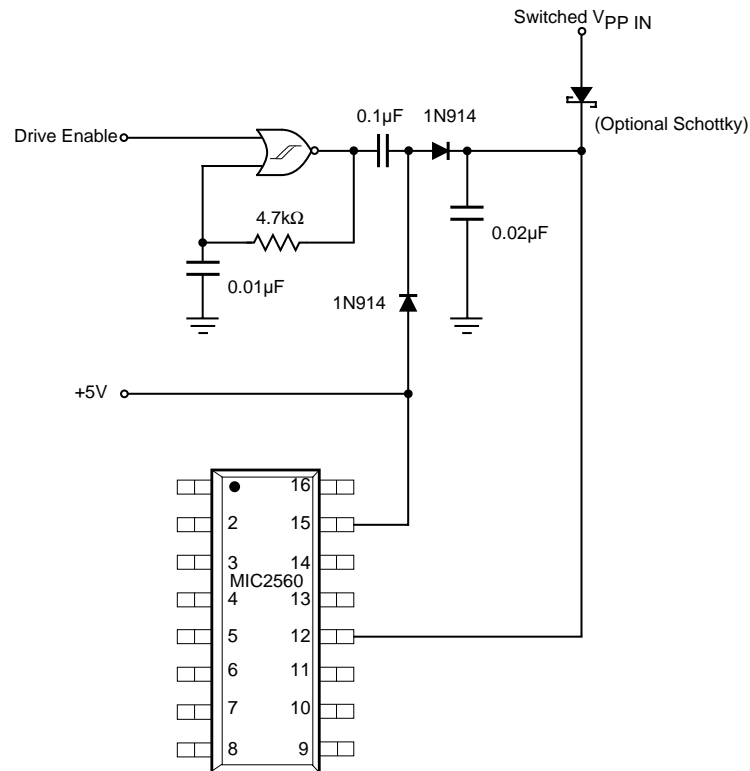 Switched VPP IN
Drive Enable
0.1µF
1N914
(Optional Schottky)
4.7kΩ
0.02µF
0.01µF
1N914
+5V
16
2
15
3
14
MIC2560
4
13
5
12
6
11
7
10
8
9